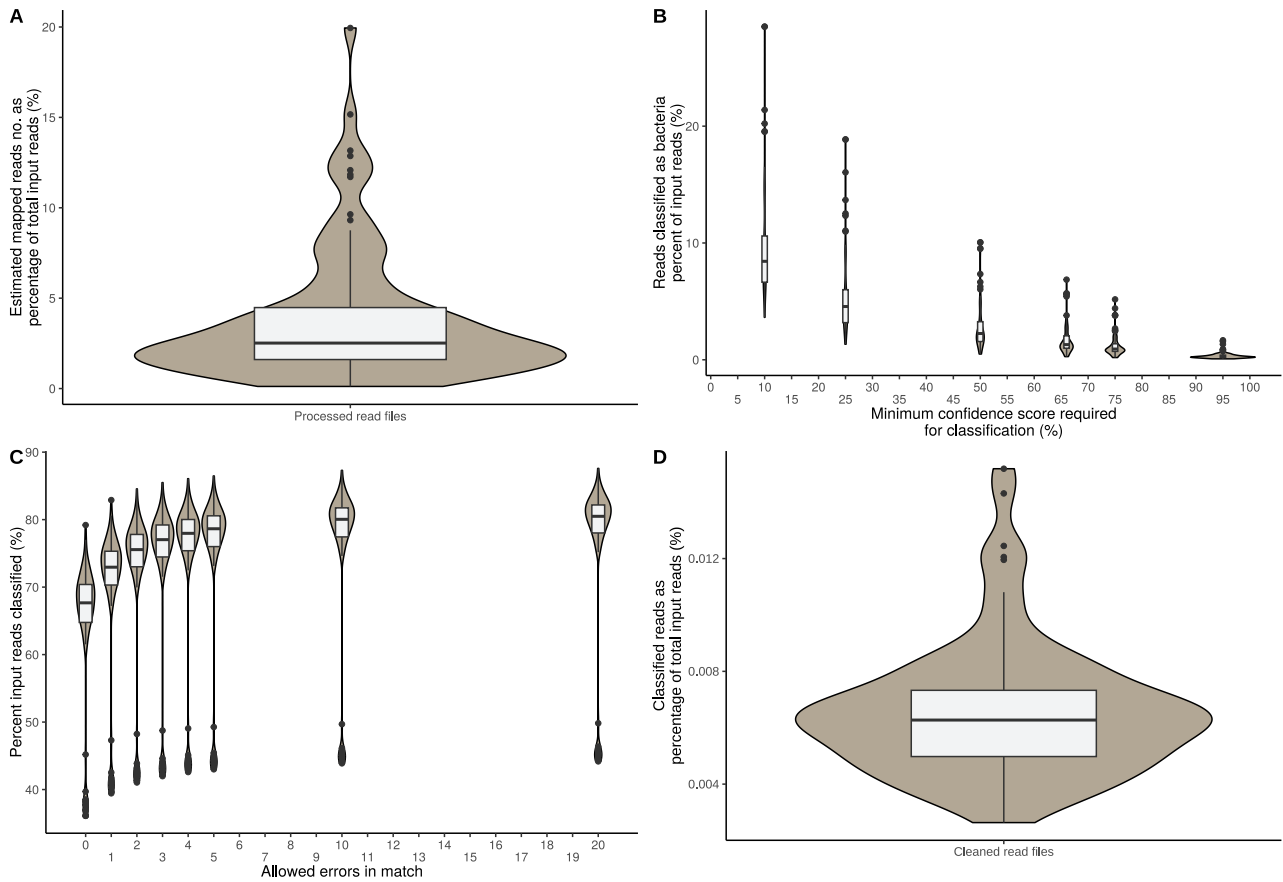 A
Estimated mapped reads no. as
percentage of total input reads (%)
20
15
10
5
0
Processed read files
B
Reads classified as bacteria
percent of input reads (%)
20
10
0
0 10 20 30 40 50 60 70 80 90 100
5 15 25 35 45 55 65 75 85 95
Minimum confidence score required
for classification (%)
C
Percent input reads classified (%)
90
80
70
60
50
40
0 2 4 6 8 10 12 14 16 18 20
1 3 5 7 9 11 13 15 17 19
Allowed errors in match
D
Classified reads as
percentage of total input reads (%)
0.012
0.008
0.004
Cleaned read files